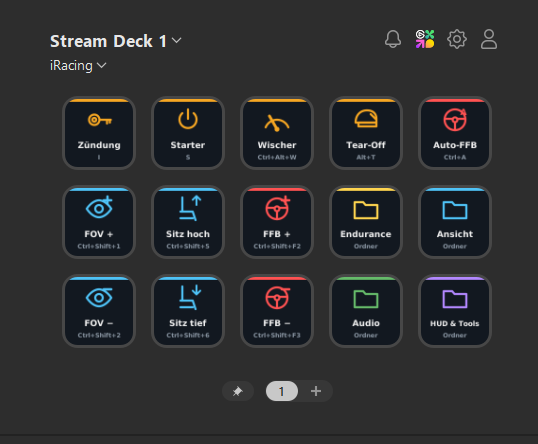 Stream Deck 1
iRacing
Zündung
I
Starter
S
Wischer
Ctrl+Alt+W
Tear-Off
Alt+T
Auto-FFB
Ctrl+A
FOV +
Ctrl+Shift+1
Sitz hoch
Ctrl+Shift+5
FFB +
Ctrl+Shift+F2
Endurance
Ordner
Ansicht
Ordner
FOV −
Ctrl+Shift+2
Sitz tief
Ctrl+Shift+6
FFB −
Ctrl+Shift+F3
Audio
Ordner
HUD & Tools
Ordner
1